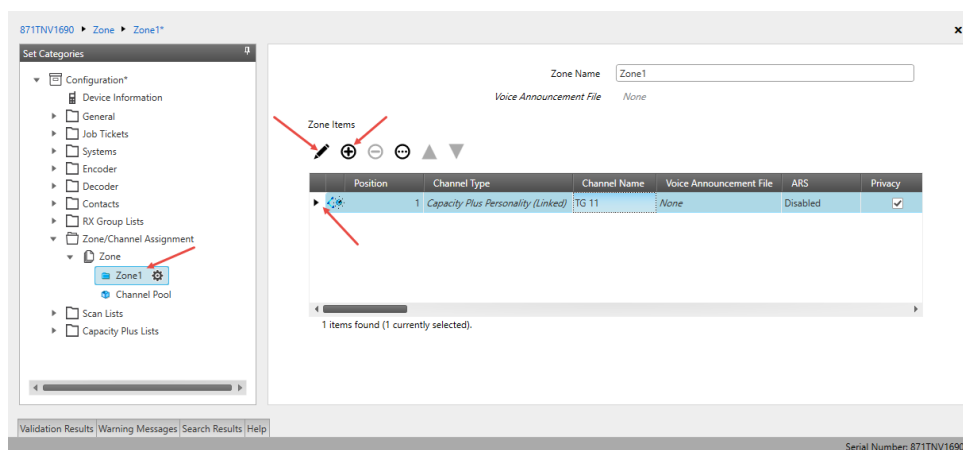 871TNV1690 Zone Zone1*
Set Categories
Configuration*
Device Information
General
Job Tickets
Systems
Encoder
Decoder
Contacts
RX Group Lists
Zone/Channel Assignment
Zone
Zone1
Channel Pool
Scan Lists
Capacity Plus Lists
Zone Name Zone1
Voice Announcement File None
Zone Items
Position Channel Type Channel Name Voice Announcement File ARS Privacy
1 Capacity Plus Personality (Linked) TG 11 None Disabled
1 items found (1 currently selected).
Validation Results Warning Messages Search Results Help
Serial Number: 871TNV1690